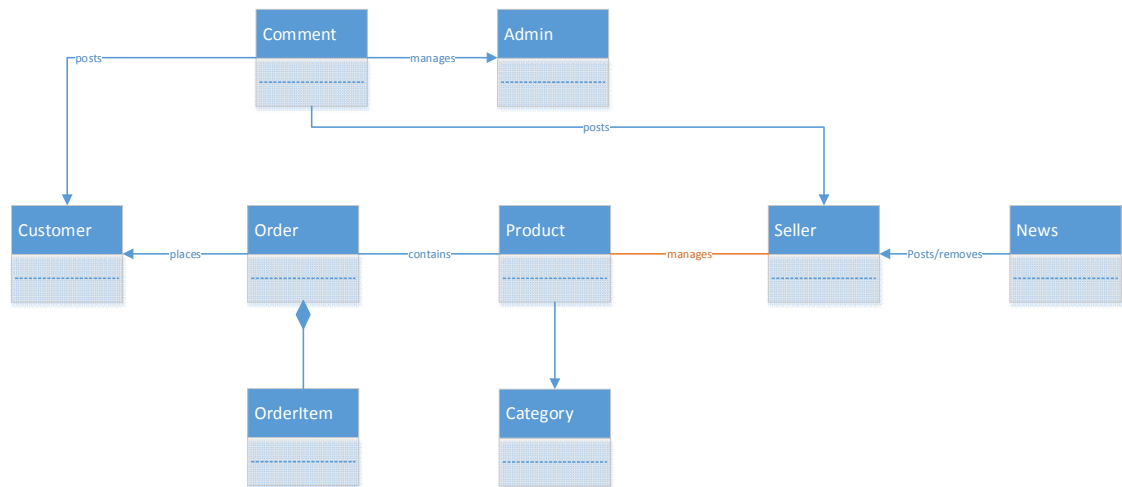 Comment
Admin
posts
manages
posts
Customer
Order
Product
Seller
News
places
contains
manages
Posts/removes
OrderItem
Category